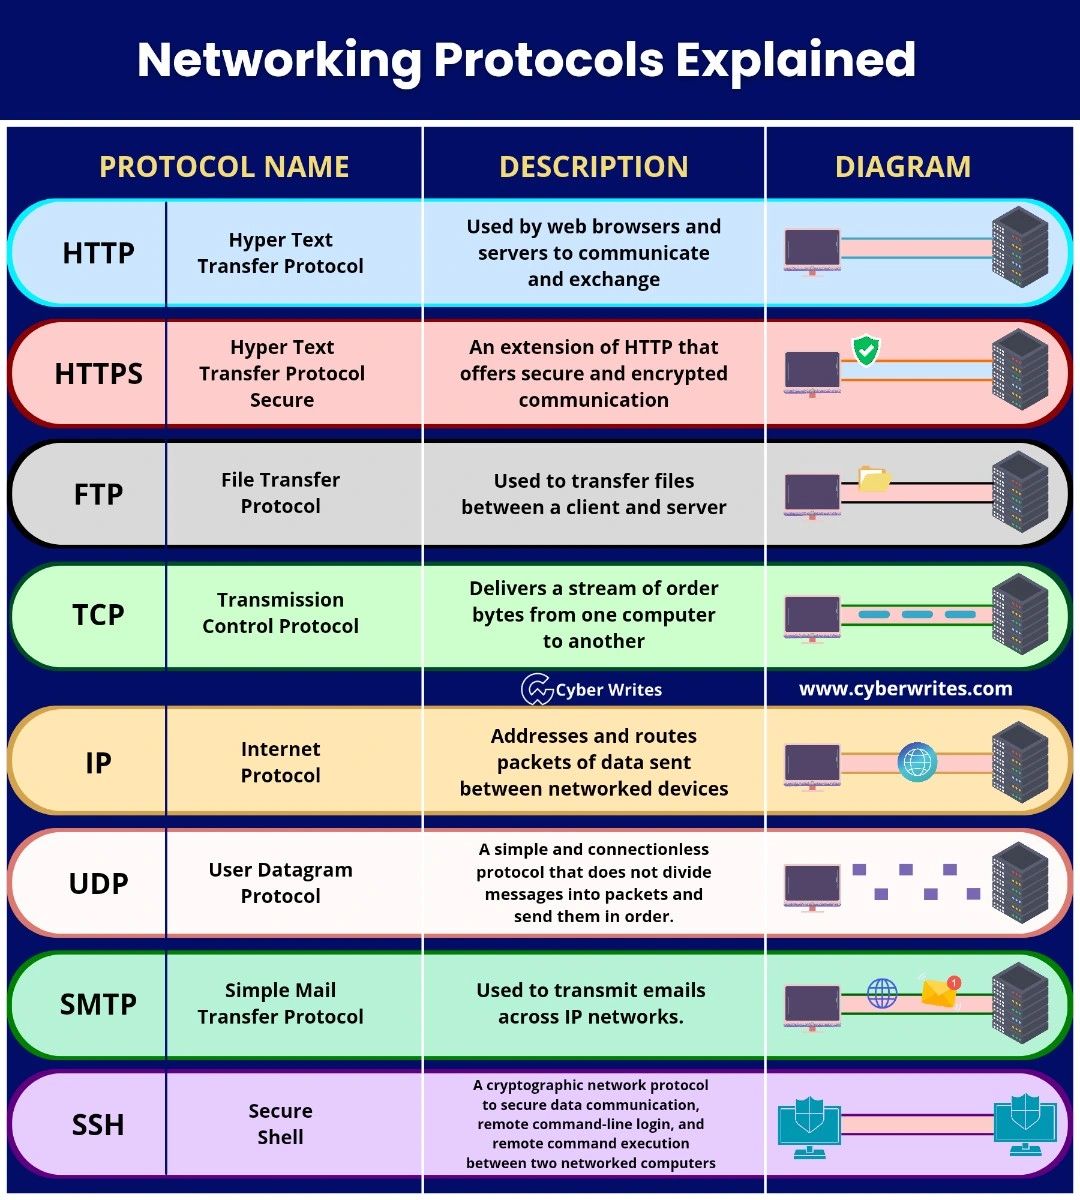 Networking Protocols Explained
PROTOCOL NAME
DESCRIPTION
DIAGRAM
HTTP
Hyper Text
Transfer Protocol
Used by web browsers and
servers to communicate
and exchange
HTTPS
Hyper Text
Transfer Protocol
Secure
An extension of HTTP that
offers secure and encrypted
communication
FTP
File Transfer
Protocol
Used to transfer files
between a client and server
TCP
Transmission
Control Protocol
Delivers a stream of order
bytes from one computer
to another
Cyber Writes
www.cyberwrites.com
IP
Internet
Protocol
Addresses and routes
packets of data sent
between networked devices
UDP
User Datagram
Protocol
A simple and connectionless
protocol that does not divide
messages into packets and
send them in order.
SMTP
Simple Mail
Transfer Protocol
Used to transmit emails
across IP networks.
1
SSH
Secure
Shell
A cryptographic network protocol
to secure data communication,
remote command-line login, and
remote command execution
between two networked computers